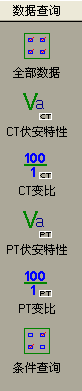 数据查询
全部数据
Va
CT
CT伏安特性
100
1 CT
CT变比
Va
PT
PT伏安特性
100
1 PT
PT变比
条件查询